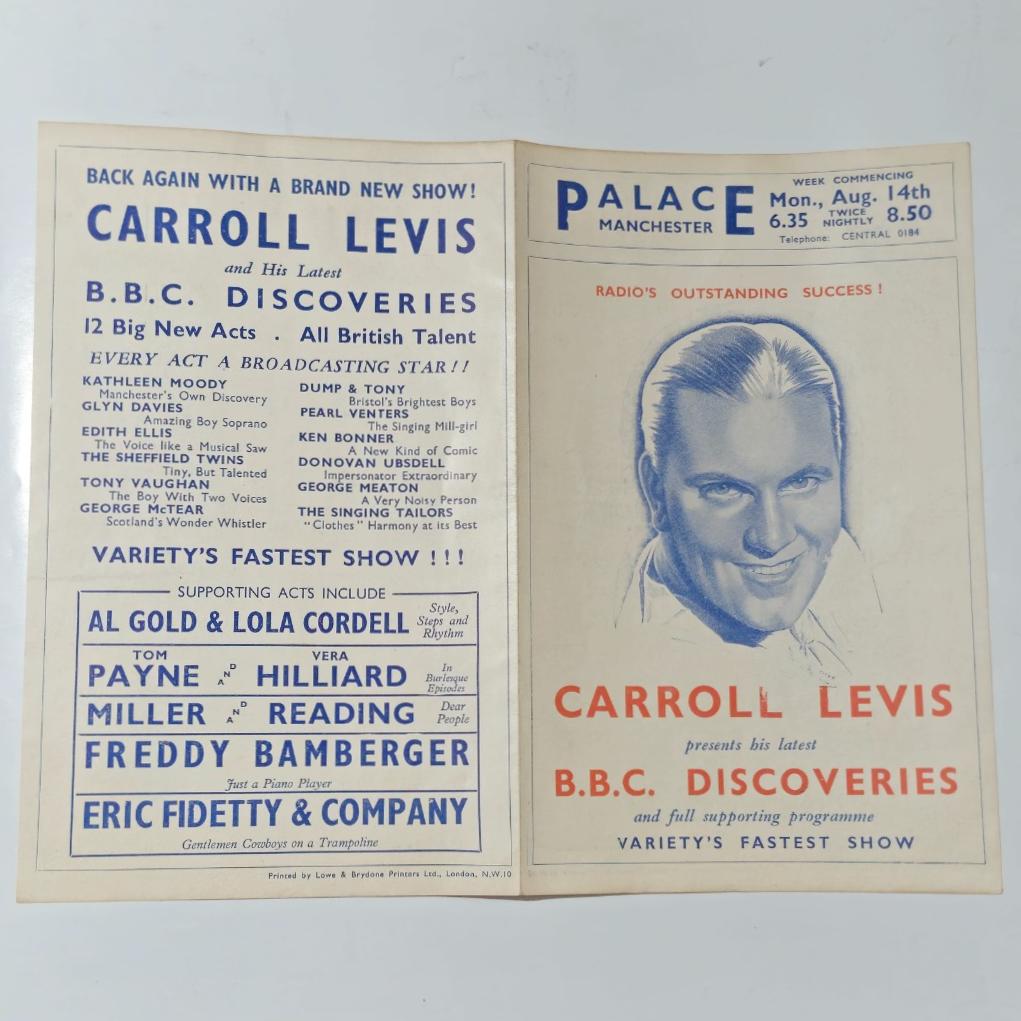 BACK AGAIN WITH A BRAND NEW SHOW!
CARROLL LEVIS
and His Latest
B.B.C. DISCOVERIES
12 Big New Acts . All British Talent
EVERY ACT A BROADCASTING STAR!!
KATHLEEN MOODY
Manchester's Own Discovery
GLYN DAVIES
Amazing Boy Soprano
EDITH ELLIS
The Voice like a Musical Saw
THE SHEFFIELD TWINS
Tiny, But Talented
TONY VAUGHAN
The Boy With Two Voices
GEORGE McTEAR
Scotland's Wonder Whistler
DUMP & TONY
Bristol's Brightest Boys
PEARL VENTERS
The Singing Mill-girl
KEN BONNER
A New Kind of Comic
DONOVAN UBSDELL
Impersonator Extraordinary
GEORGE MEATON
A Very Noisy Person
THE SINGING TAILORS
"Clothes" Harmony at its Best
VARIETY'S FASTEST SHOW !!!
SUPPORTING ACTS INCLUDE
AL GOLD & LOLA CORDELL
Style,
Steps and
Rhythm
TOM VERA
PAYNE AND HILLIARD
In
Burlesque
Episodes
MILLER AND READING
Dear
People
FREDDY BAMBERGER
Just a Piano Player
ERIC FIDETTY & COMPANY
Gentlemen Cowboys on a Trampoline
Printed by Lowe & Brydone Printers Ltd., London, N.W.10
PALACE
MANCHESTER
WEEK COMMENCING
Mon., Aug. 14th
6.35 TWICE NIGHTLY 8.50
Telephone: CENTRAL 0184
RADIO'S OUTSTANDING SUCCESS!
CARROLL LEVIS
presents his latest
B.B.C. DISCOVERIES
and full supporting programme
VARIETY'S FASTEST SHOW